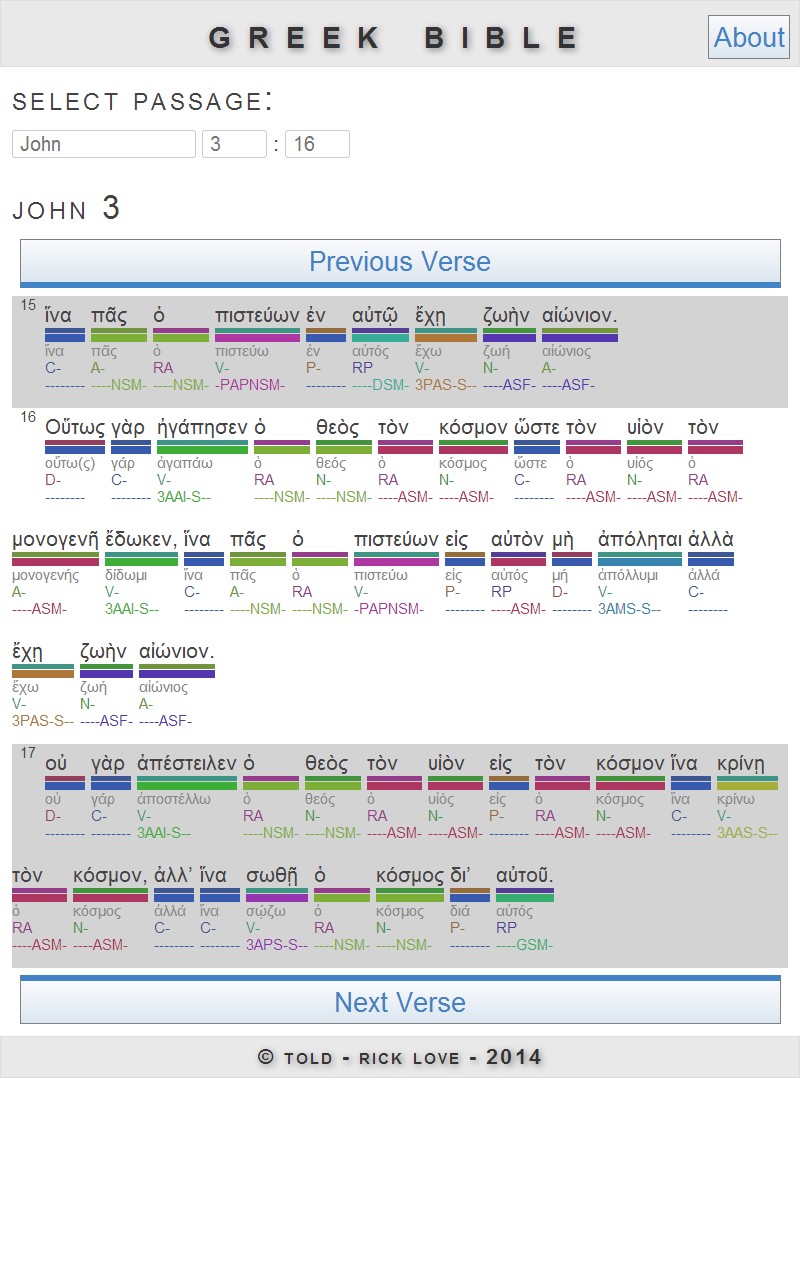 GREEK BIBLE
About
SELECT PASSAGE:
John 3 : 16
JOHN 3
Previous Verse
15 ἵνα πᾶς ὁ πιστεύων ἐν αὐτῷ ἔχῃ ζωὴν αἰώνιον.
ἵνα πᾶς ὁ πιστεύω ἐν αὐτός ἔχω ζωή αἰώνιος
C- A- RA V- P- RP V- N- A-
-------- ----NSM- ----NSM- -PAPNSM- -------- ----DSM- 3PAS-S-- ----ASF- ----ASF-
16 Οὕτως γὰρ ἠγάπησεν ὁ θεὸς τὸν κόσμον ὥστε τὸν υἱὸν τὸν
οὕτω(ς) γάρ ἀγαπάω ὁ θεός ὁ κόσμος ὥστε ὁ υἱός ὁ
D- C- V- RA N- RA N- C- RA N- RA
-------- -------- 3AAI-S-- ----NSM- ----NSM- ----ASM- ----ASM- -------- ----ASM- ----ASM- ----ASM-
μονογενῆ ἔδωκεν, ἵνα πᾶς ὁ πιστεύων εἰς αὐτὸν μὴ ἀπόληται ἀλλὰ
μονογενής δίδωμι ἵνα πᾶς ὁ πιστεύω εἰς αὐτός μή ἀπόλλυμι ἀλλά
A- V- C- A- RA V- P- RP D- V- C-
----ASM- 3AAI-S-- -------- ----NSM- ----NSM- -PAPNSM- -------- ----ASM- -------- 3AMS-S-- --------
ἔχῃ ζωὴν αἰώνιον.
ἔχω ζωή αἰώνιος
V- N- A-
3PAS-S-- ----ASF- ----ASF-
17 οὐ γὰρ ἀπέστειλεν ὁ θεὸς τὸν υἱὸν εἰς τὸν κόσμον ἵνα κρίνῃ
οὐ γάρ ἀποστέλλω ὁ θεός ὁ υἱός εἰς ὁ κόσμος ἵνα κρίνω
D- C- V- RA N- RA N- P- RA N- C- V-
-------- -------- 3AAI-S-- ----NSM- ----NSM- ----ASM- ----ASM- -------- ----ASM- ----ASM- -------- 3AAS-S--
τὸν κόσμον, ἀλλ’ ἵνα σωθῇ ὁ κόσμος δι’ αὐτοῦ.
ὁ κόσμος ἀλλά ἵνα σῴζω ὁ κόσμος διά αὐτός
RA N- C- C- V- RA N- P- RP
----ASM- ----ASM- -------- -------- 3APS-S-- ----NSM- ----NSM- -------- ----GSM-
Next Verse
© TOLD - RICK LOVE - 2014